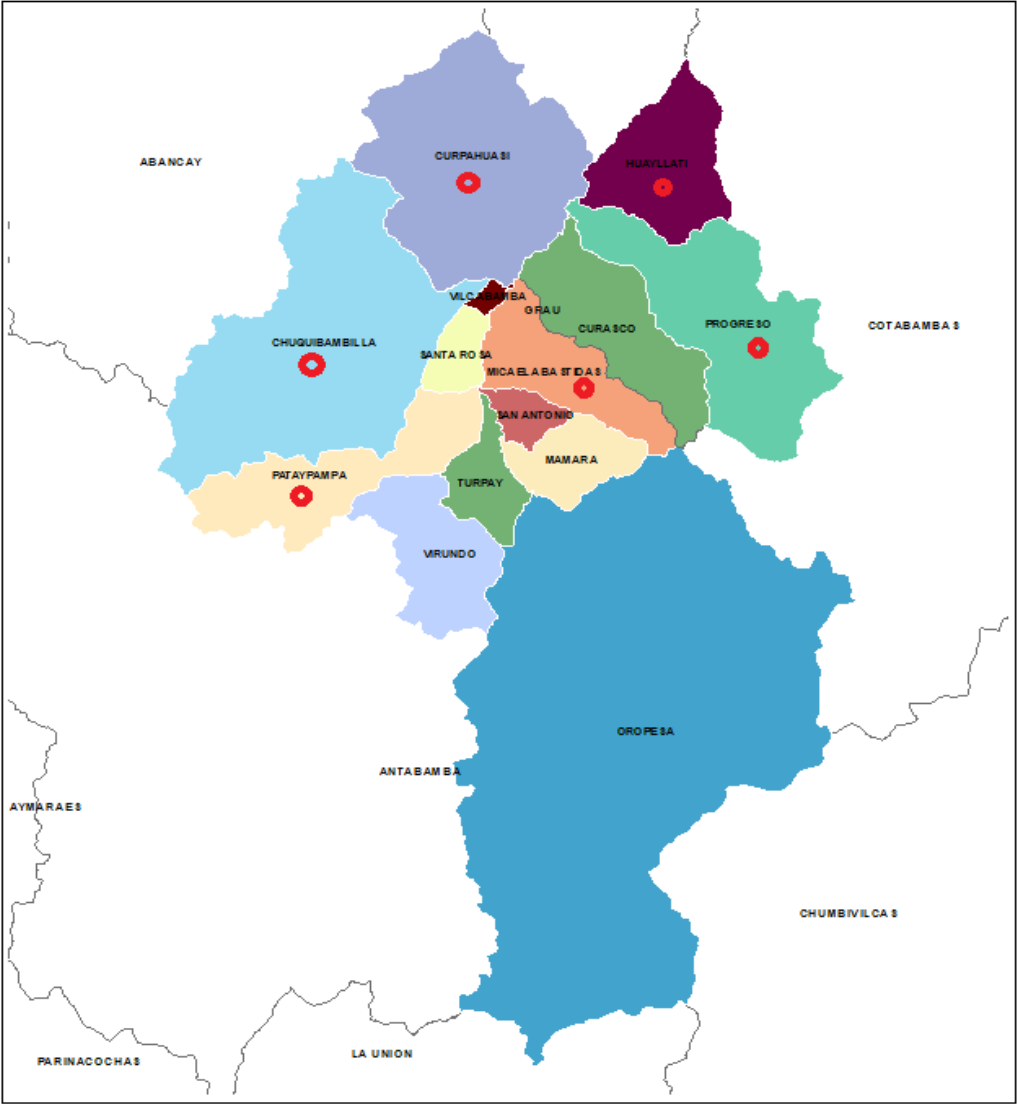 CURPAHUASI
ABANCAY
HUAYLLATI
VILCABAMBA
GRAU
PROGRESO
COTABAMBAS
CURASCO
CHUQUIBAMBILLA
SANTA ROSA
MICAELA BASTIDAS
SAN ANTONIO
MAMARA
PATAYPAMPA
TURPAY
VIRUNDO
OROPESA
ANTABAMBA
AYMARAES
CHUMBIVILCAS
LA UNION
PARINACOCHAS